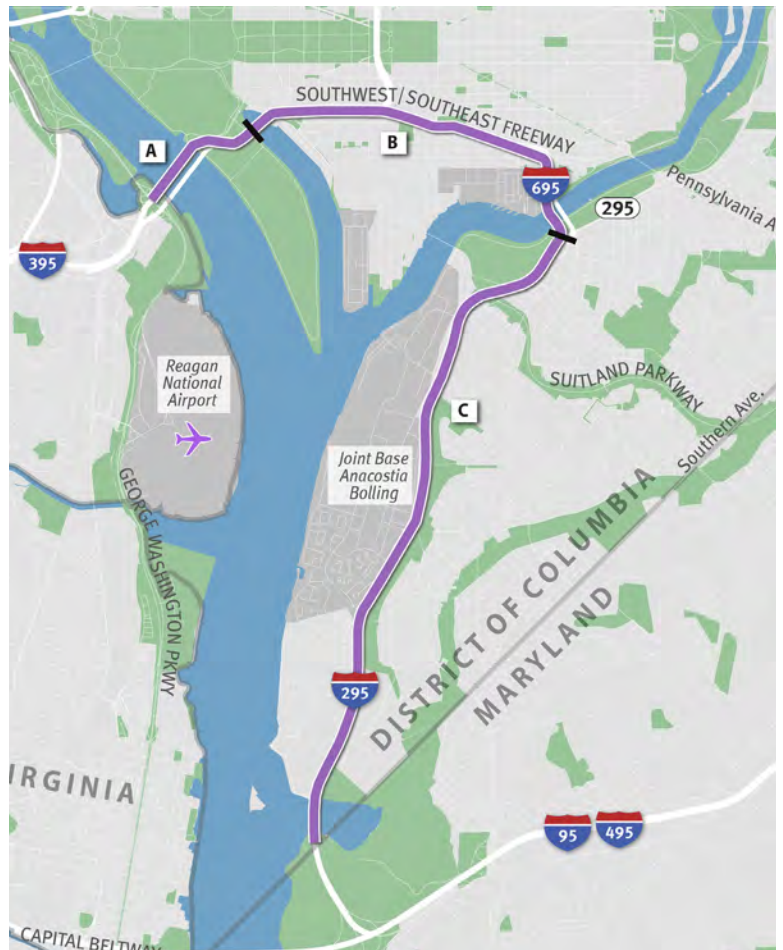 SOUTHWEST/SOUTHEAST FREEWAY
A
B
695
Pennsylvania A
295
395
Reagan
National
Airport
SUITLAND PARKWAY
C
Southern Ave.
Joint Base
Anacostia
Bolling
GEORGE WASHINGTON PKWY
DISTRICT OF COLUMBIA
MARYLAND
295
IRGINIA
95
495
CAPITAL BELTWAY